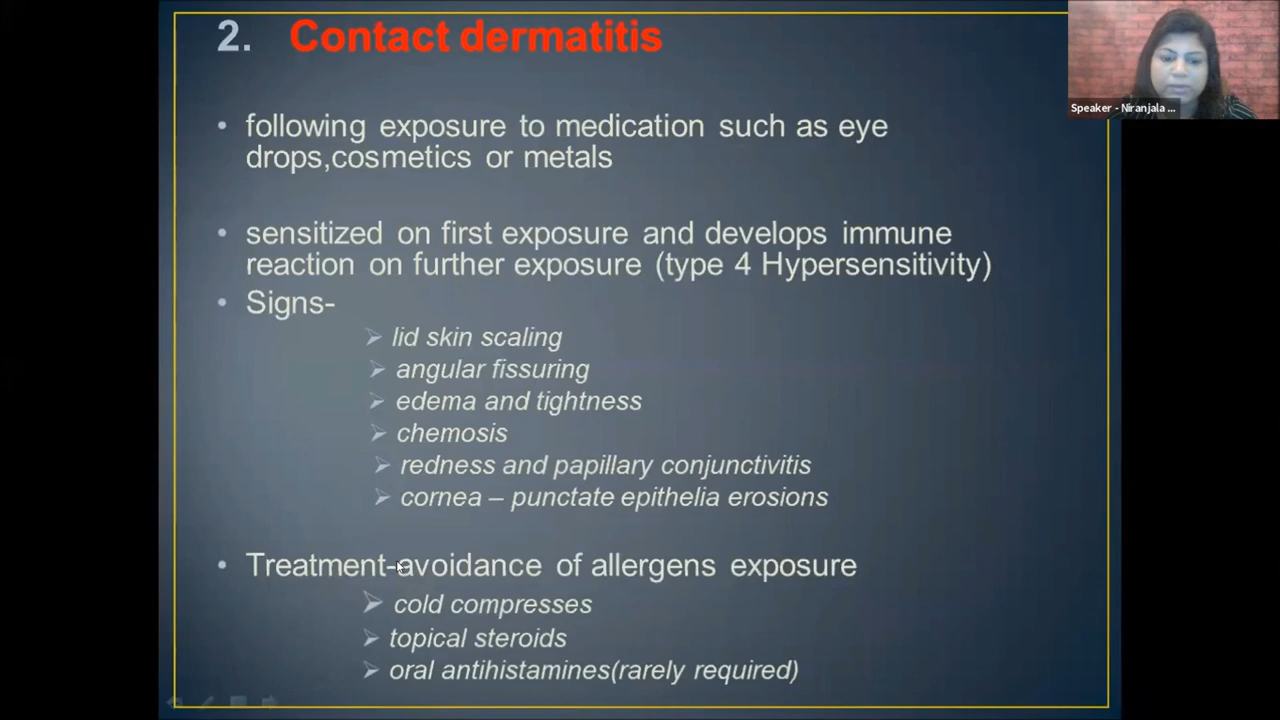 2. Contact dermatitis
Speaker - Niranjala ...
• following exposure to medication such as eye
drops,cosmetics or metals
• sensitized on first exposure and develops immune
reaction on further exposure (type 4 Hypersensitivity)
• Signs-
➢ lid skin scaling
➢ angular fissuring
➢ edema and tightness
➢ chemosis
➢ redness and papillary conjunctivitis
➢ cornea – punctate epithelia erosions
• Treatment-avoidance of allergens exposure
➢ cold compresses
➢ topical steroids
➢ oral antihistamines(rarely required)